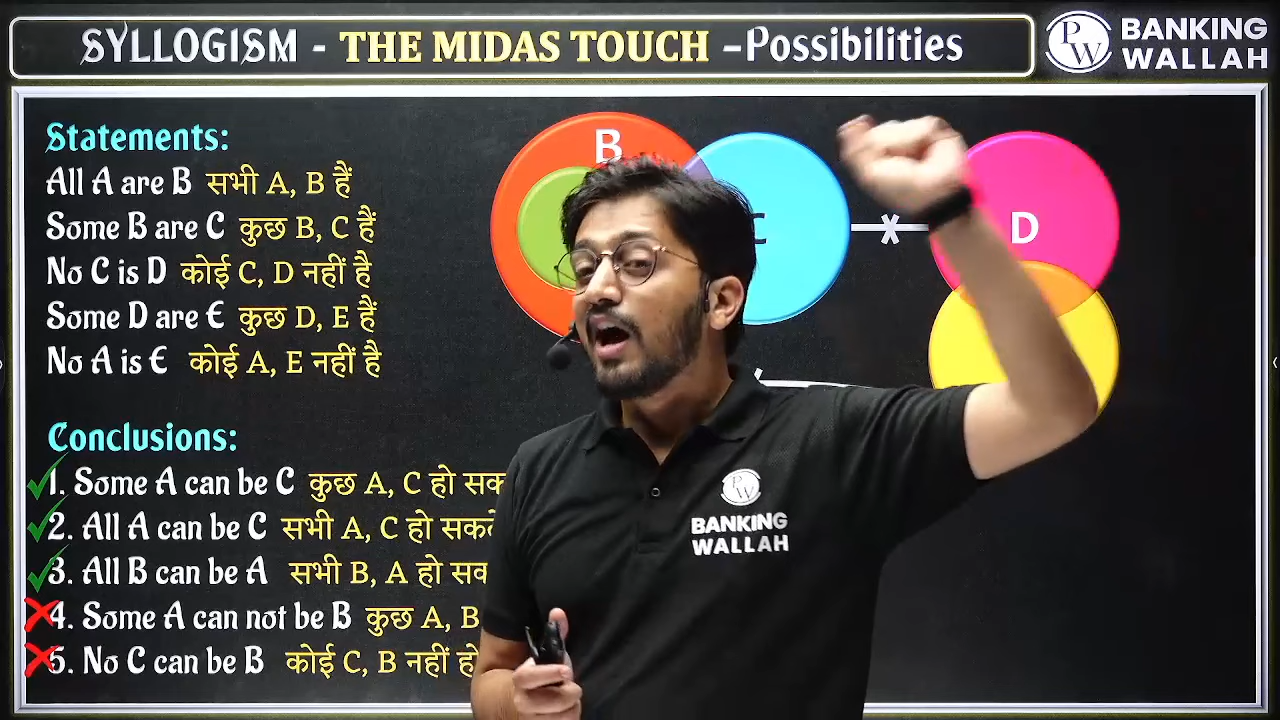 SYLLOGISM - THE MIDAS TOUCH -Possibilities
PW BANKING WALLAH
Statements:
All A are B सभी A, B हैं
Some B are C कुछ B, C हैं
No C is D कोई C, D नहीं है
Some D are E कुछ D, E हैं
No A is E कोई A, E नहीं है
Conclusions:
1. Some A can be C कुछ A, C हो
2. All A can be C सभी A, C हो
3. All B can be A सभी B, A हो
4. Some A can not be B कुछ A, B
5. No C can be B कोई C, B नहीं
B
C
D
PW
BANKING
WALLAH